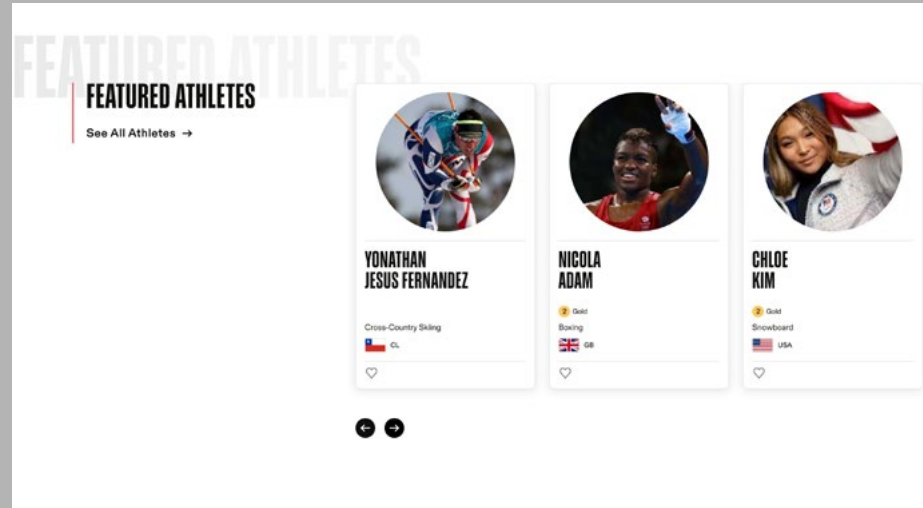 FEATURED ATHLETES
FEATURED ATHLETES
See All Athletes →
YONATHAN
JESUS FERNANDEZ
Cross-Country Skiing
CL
NICOLA
ADAM
2 Gold
Boxing
GB
CHLOE
KIM
2 Gold
Snowboard
USA